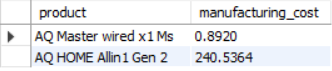 product manufacturing_cost
AQ Master wired x1 Ms 0.8920
AQ HOME Allin1 Gen 2 240.5364